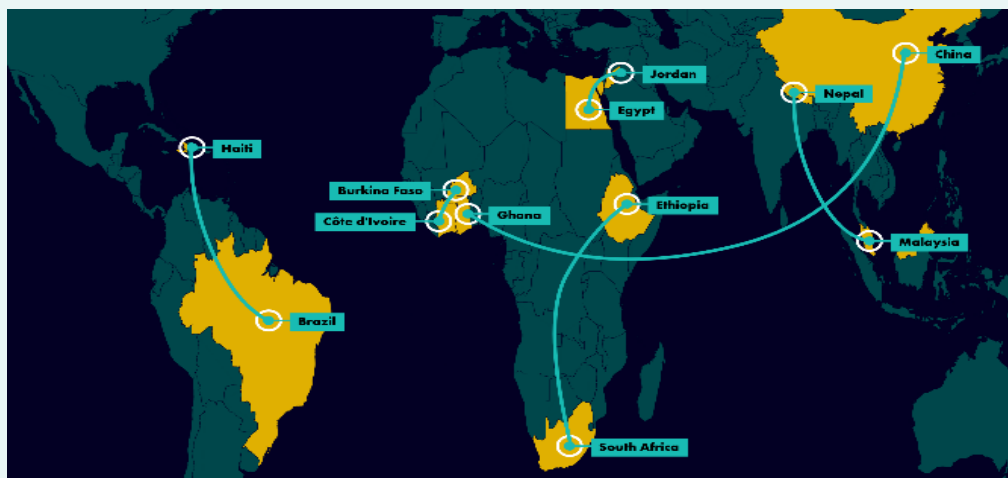 China
Jordan
Nepal
Egypt
Haiti
Burkina Faso
Ethiopia
Ghana
Côte d'Ivoire
Malaysia
Brazil
South Africa